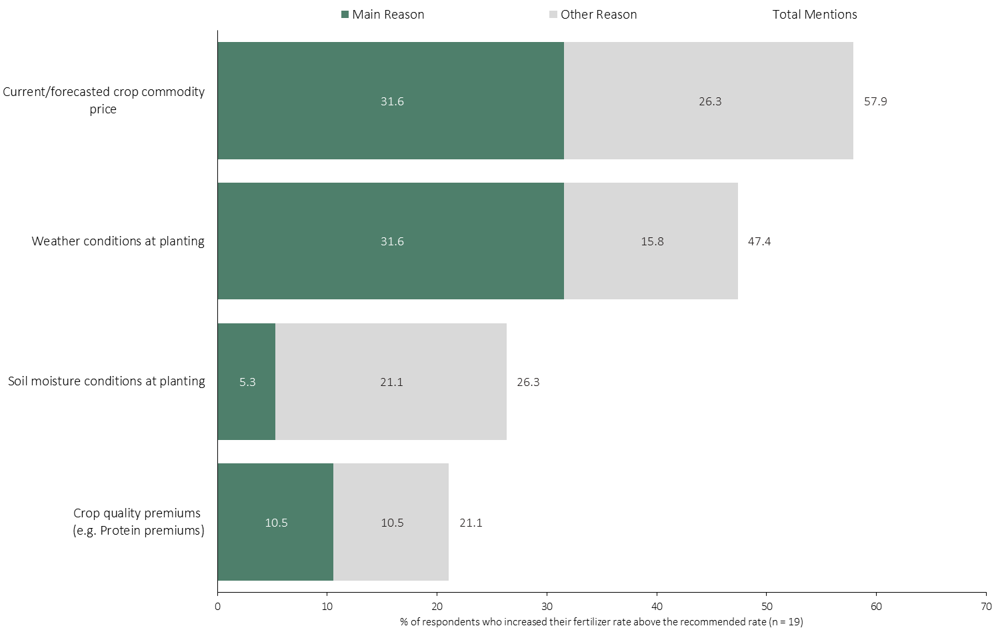 Main Reason Other Reason Total Mentions
Current/forecasted crop commodity
price
31.6 26.3 57.9
Weather conditions at planting 31.6 15.8 47.4
Soil moisture conditions at planting 5.3 21.1 26.3
Crop quality premiums
(e.g. Protein premiums)
10.5 10.5 21.1
0 10 20 30 40 50 60 70
% of respondents who increased their fertilizer rate above the recommended rate (n = 19)